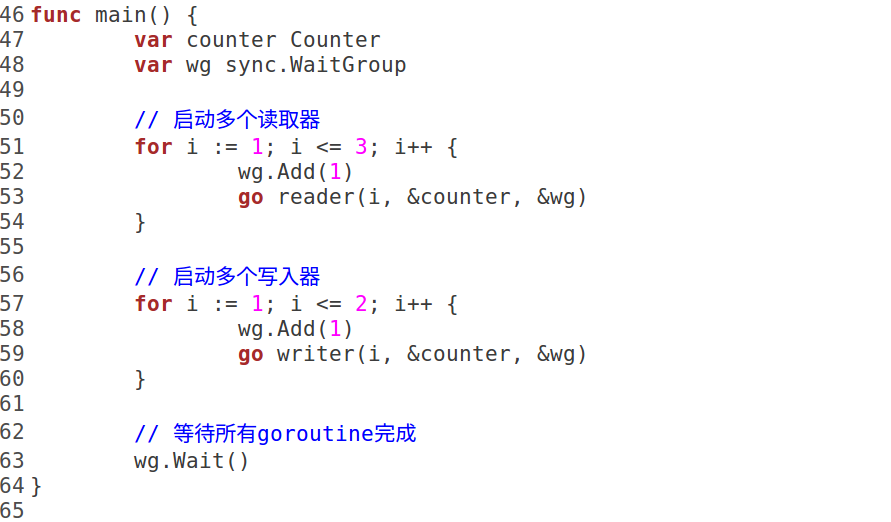 46 func main() {
47         var counter Counter
48         var wg sync.WaitGroup
49
50         // 启动多个读取器
51         for i := 1; i <= 3; i++ {
52                 wg.Add(1)
53                 go reader(i, &counter, &wg)
54         }
55
56         // 启动多个写入器
57         for i := 1; i <= 2; i++ {
58                 wg.Add(1)
59                 go writer(i, &counter, &wg)
60         }
61
62         // 等待所有goroutine完成
63         wg.Wait()
64 }
65